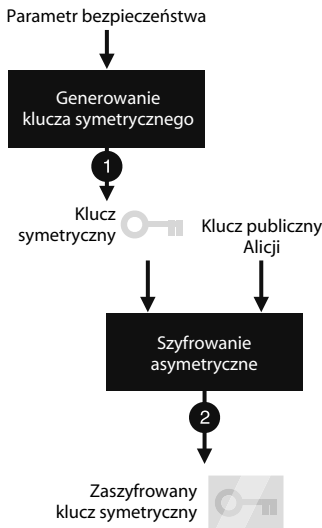 Parametr bezpieczeństwa
Generowanie
klucza symetrycznego
1
Klucz
symetryczny
Klucz publiczny
Alicji
Szyfrowanie
asymetryczne
2
Zaszyfrowany
klucz symetryczny